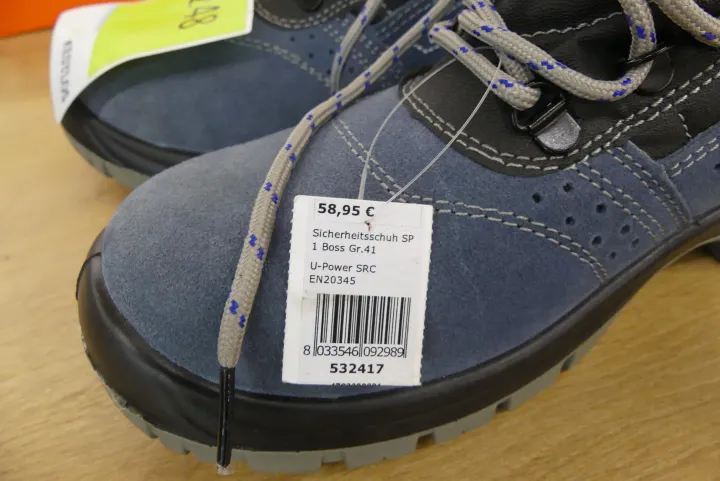 58,95 €
Sicherheitsschuh SP
1 Boss Gr.41
U-Power SRC
EN20345
8 033546 092989
532417